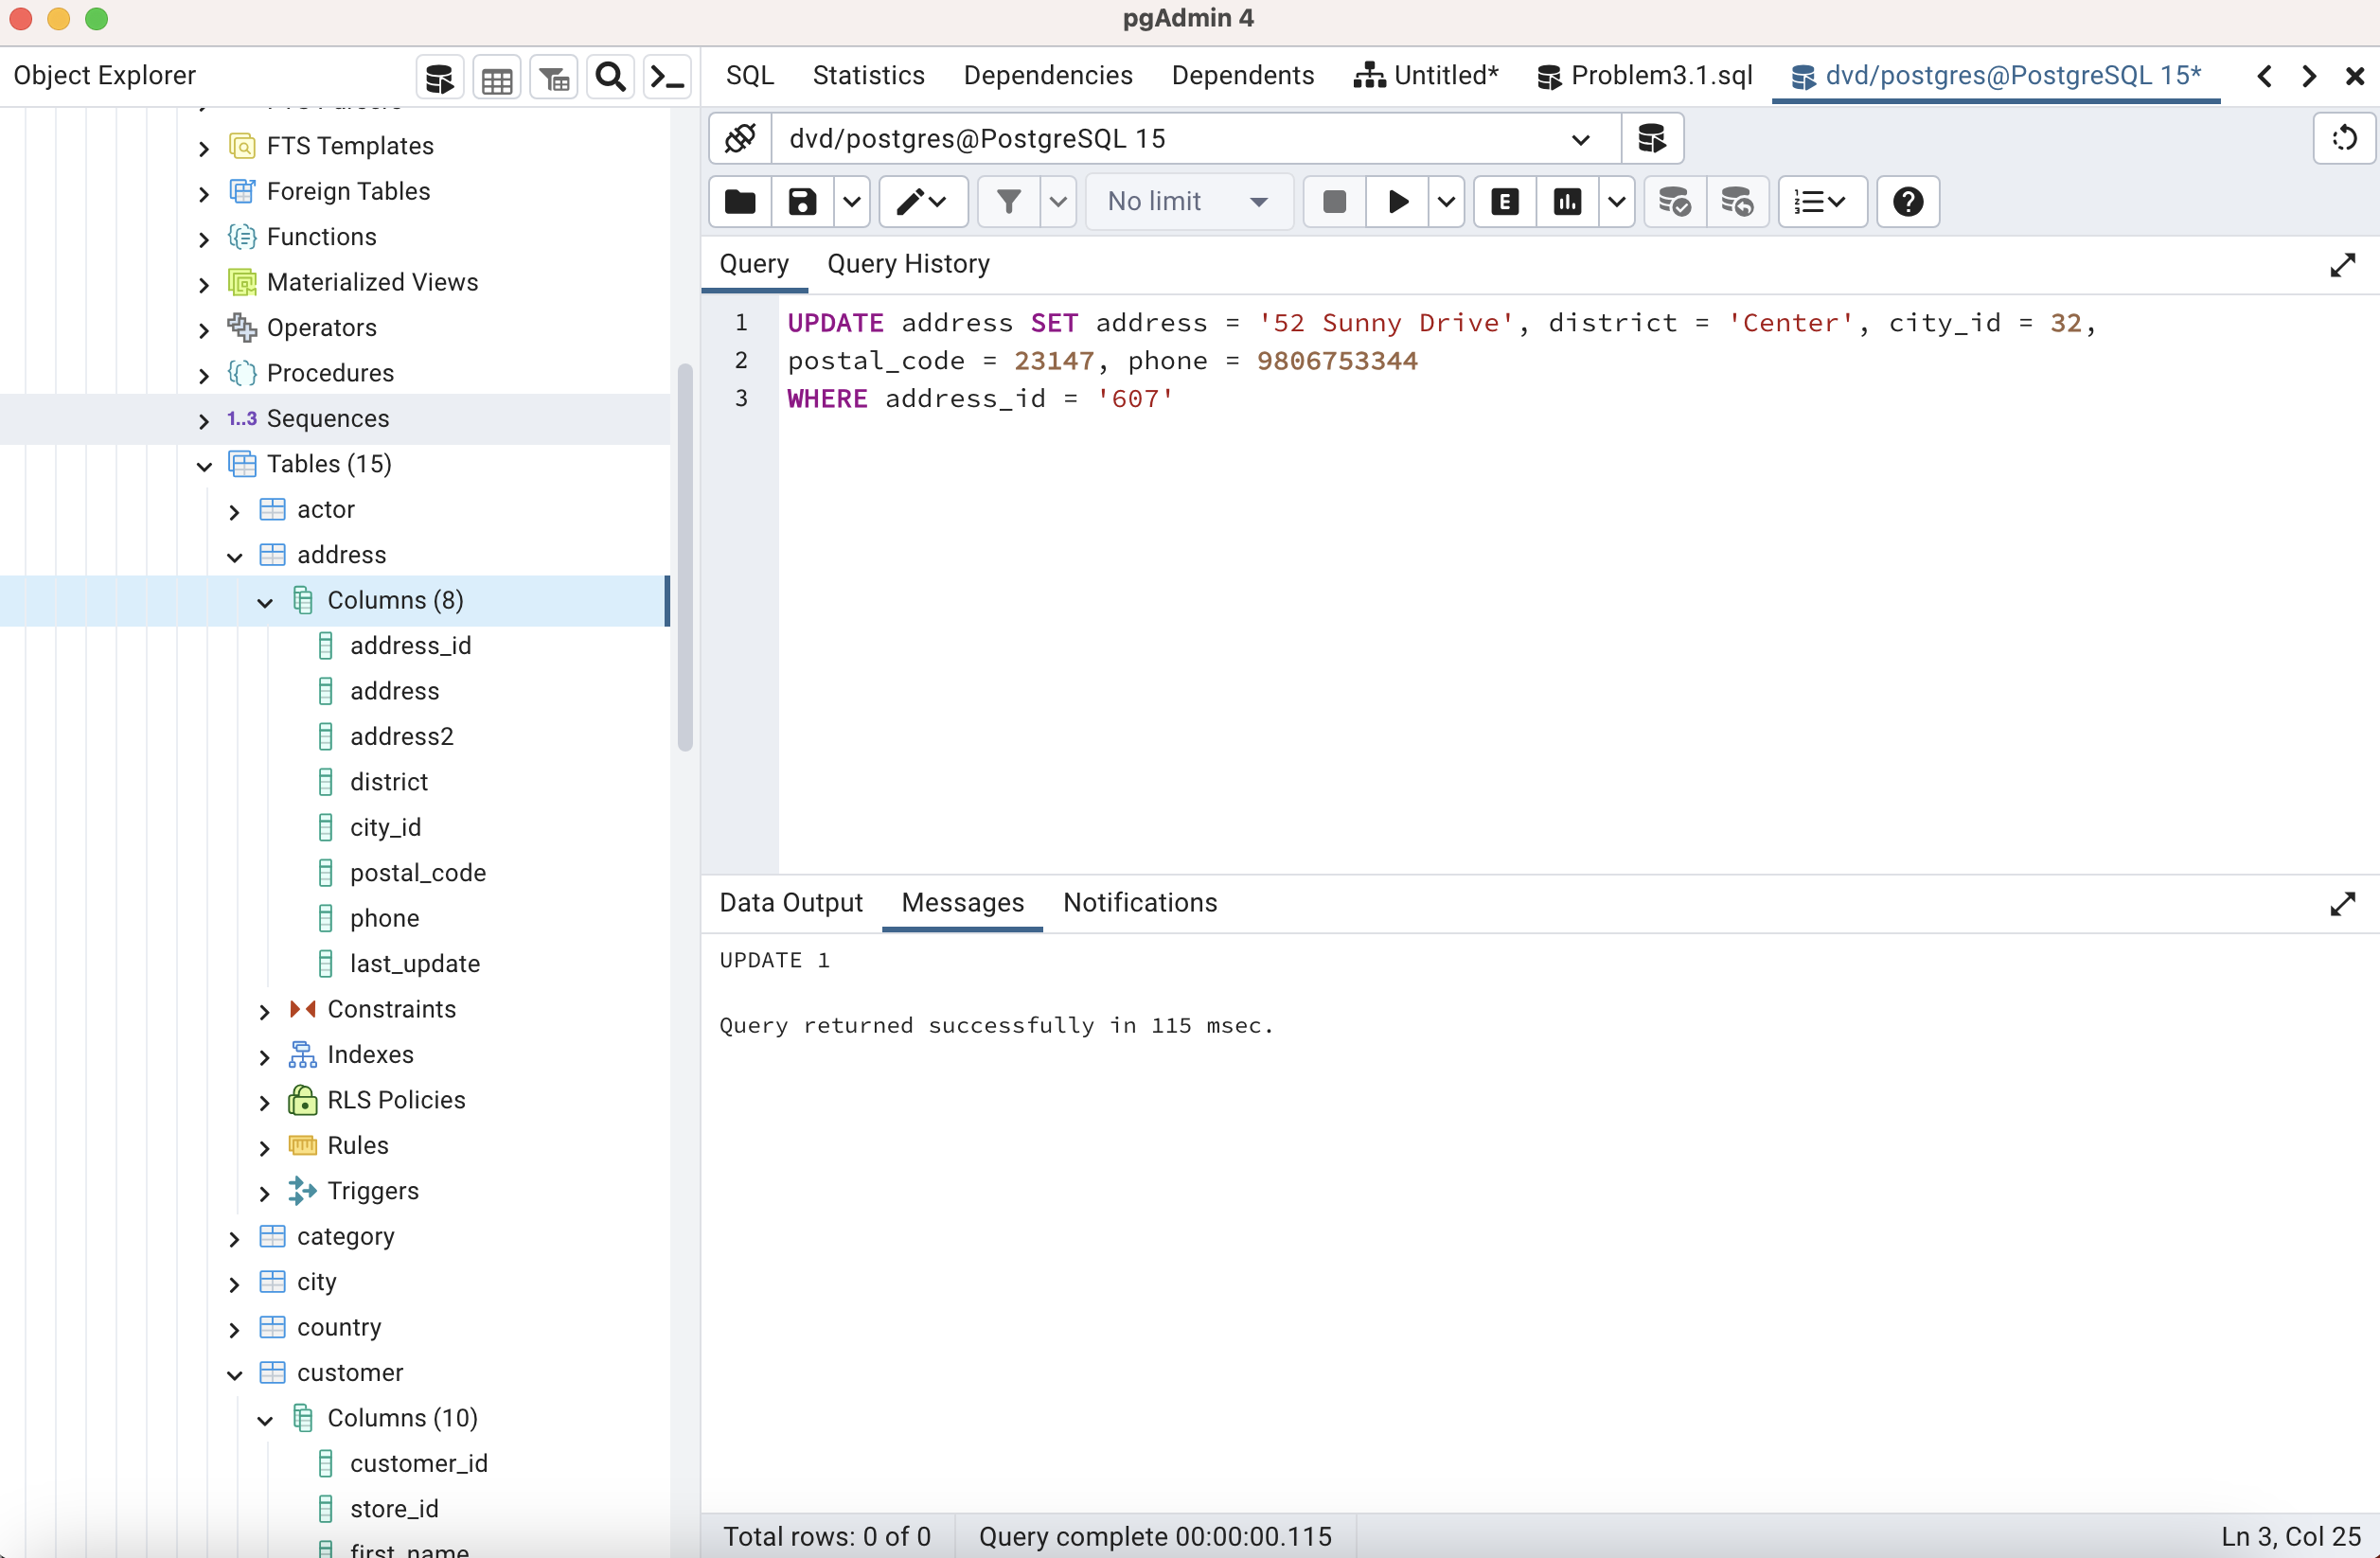 pgAdmin 4
Object Explorer
SQL
Statistics
Dependencies
Dependents
Untitled*
Problem3.1.sql
dvd/postgres@PostgreSQL 15*
FTS Templates
Foreign Tables
Functions
Materialized Views
Operators
Procedures
1..3 Sequences
Tables (15)
actor
address
Columns (8)
address_id
address
address2
district
city_id
postal_code
phone
last_update
Constraints
Indexes
RLS Policies
Rules
Triggers
category
city
country
customer
Columns (10)
customer_id
store_id
first_name
dvd/postgres@PostgreSQL 15
No limit
E
Query
Query History
1 UPDATE address SET address = '52 Sunny Drive', district = 'Center', city_id = 32,
2 postal_code = 23147, phone = 9806753344
3 WHERE address_id = '607'
Data Output
Messages
Notifications
UPDATE 1
Query returned successfully in 115 msec.
Total rows: 0 of 0
Query complete 00:00:00.115
Ln 3, Col 25